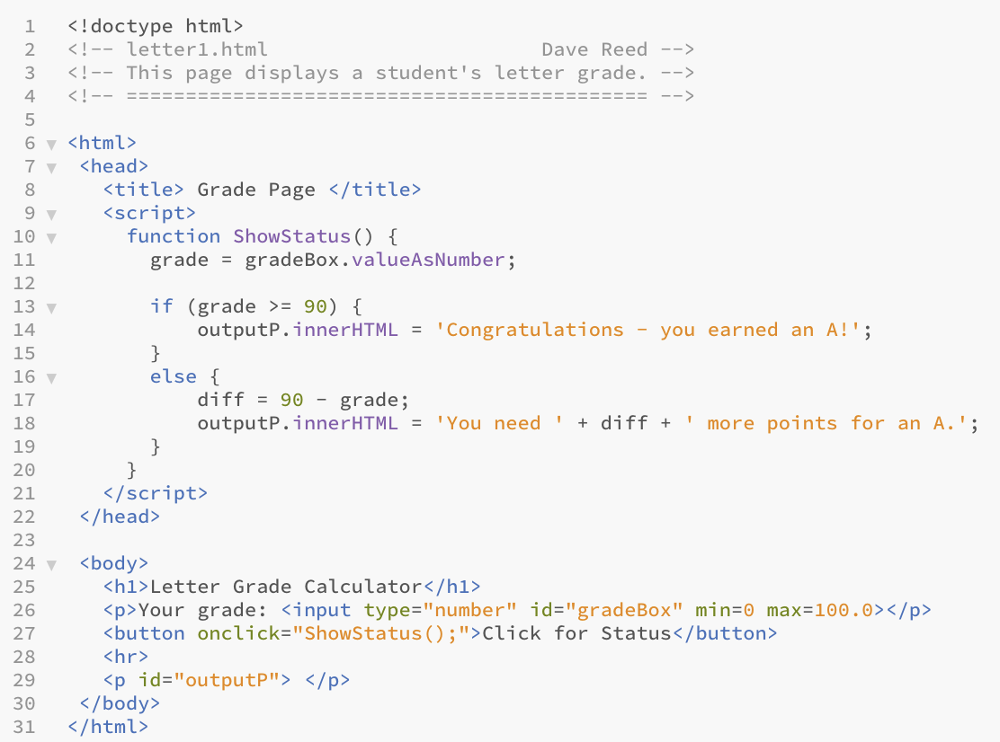 1 <!doctype html>
2 <!-- letter1.html                       Dave Reed -->
3 <!-- This page displays a student's letter grade. -->
4 <!-- ============================================ -->
5
6 ▼ <html>
7 ▼  <head>
8      <title> Grade Page </title>
9 ▼    <script>
10 ▼     function ShowStatus() {
11         grade = gradeBox.valueAsNumber;
12
13 ▼       if (grade >= 90) {
14             outputP.innerHTML = 'Congratulations - you earned an A!';
15         }
16 ▼       else {
17             diff = 90 - grade;
18             outputP.innerHTML = 'You need ' + diff + ' more points for an A.';
19         }
20       }
21     </script>
22   </head>
23
24 ▼ <body>
25     <h1>Letter Grade Calculator</h1>
26     <p>Your grade: <input type="number" id="gradeBox" min=0 max=100.0></p>
27     <button onclick="ShowStatus();">Click for Status</button>
28     <hr>
29     <p id="outputP"> </p>
30   </body>
31 </html>